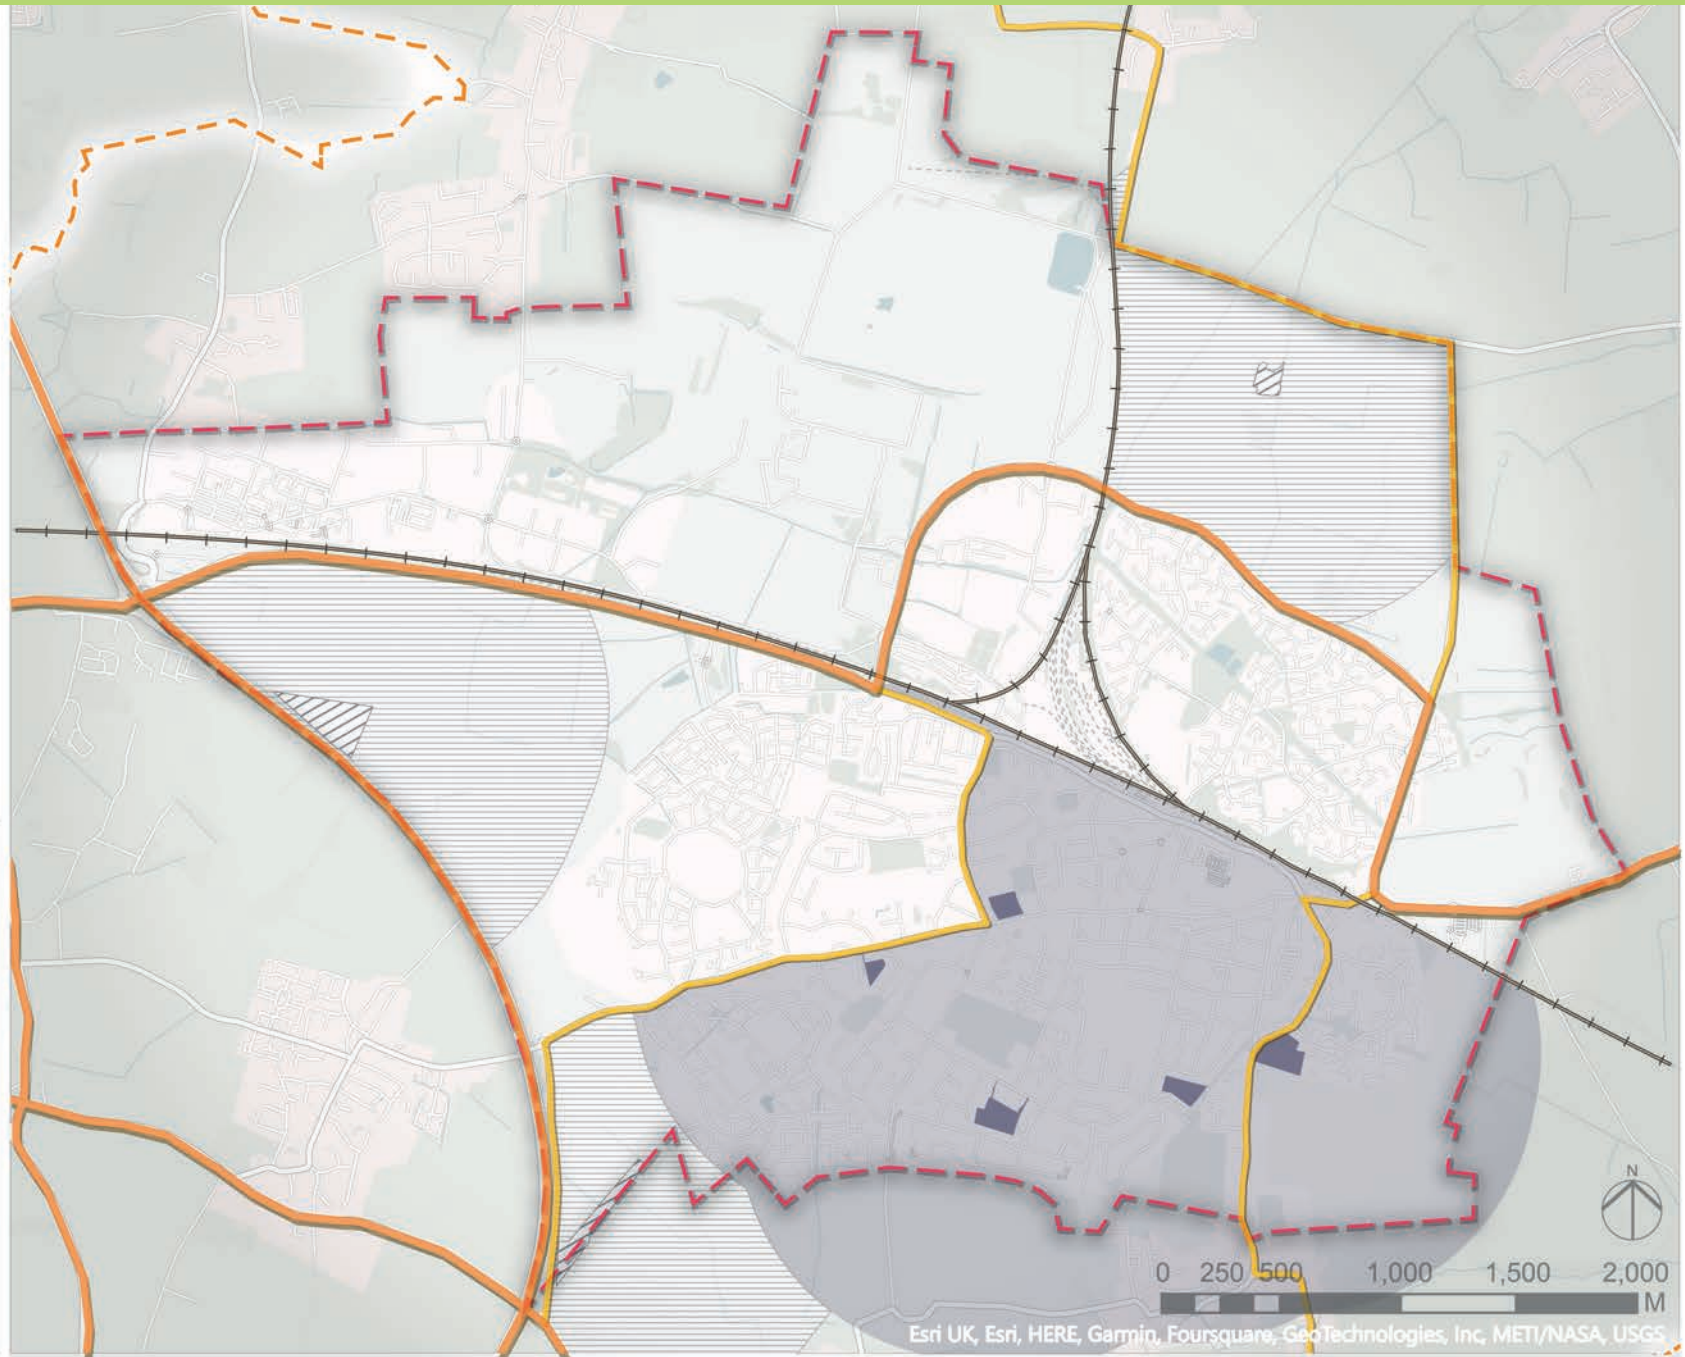 N
0 250 500 1,000 1,500 2,000
M
Esri UK, Esri, HERE, Garmin, Foursquare, GeoTechnologies, Inc, METI/NASA, USGS